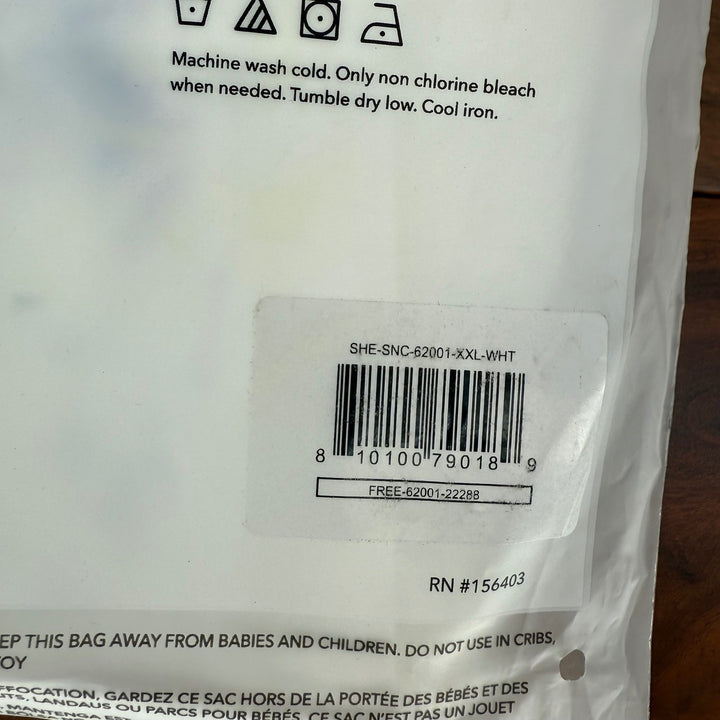 Machine wash cold. Only non chlorine bleach
when needed. Tumble dry low. Cool iron.
SHE-SNC-62001-XXL-WHT
8 10100 79018 9
FREE-62001-22288
RN #156403
EP THIS BAG AWAY FROM BABIES AND CHILDREN. DO NOT USE IN CRIBS,
OY
FFOCATION, GARDEZ CE SAC HORS DE LA PORTÉE DES BÉBÉS ET DES
TS, LANDAUS OU PARCS POUR BÉBÉS. CE SAC N'EST PAS UN JOUET
MANTENGA